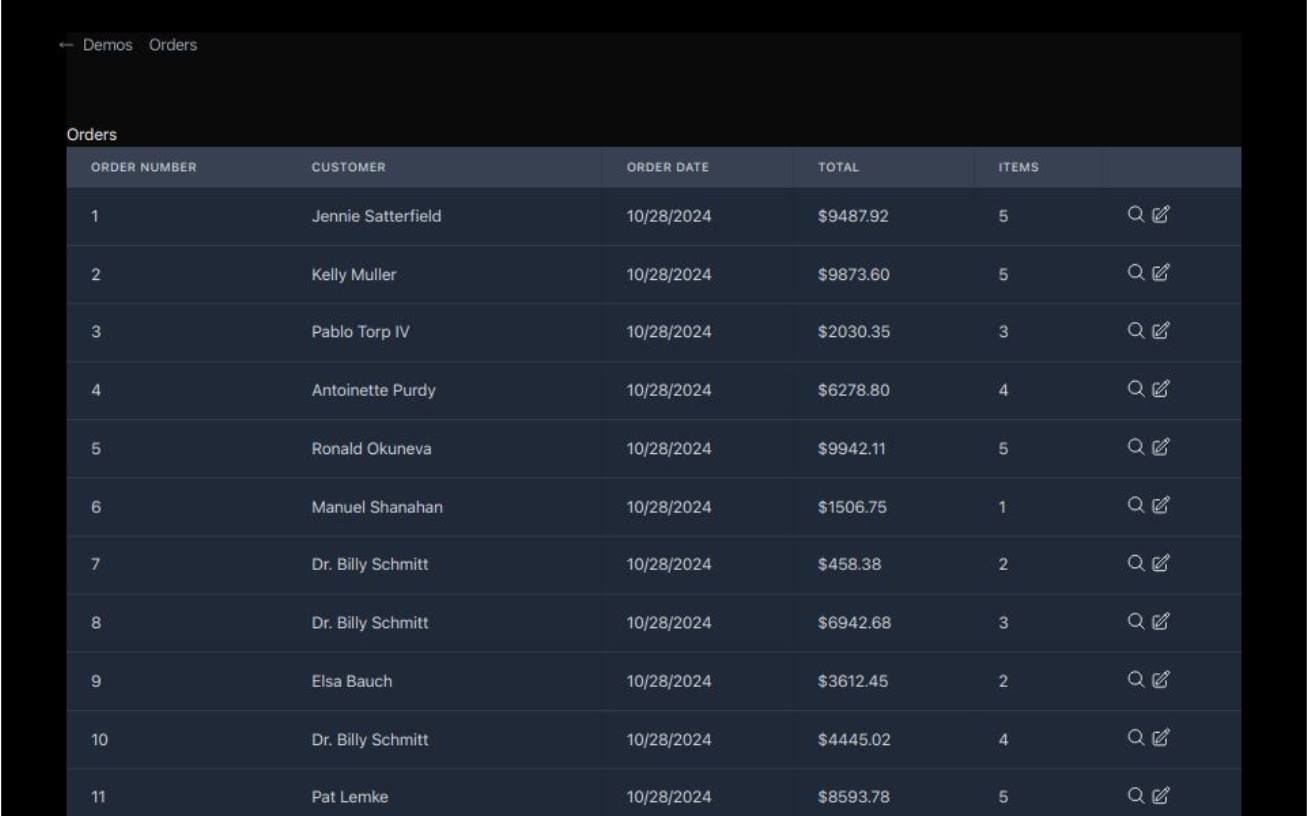 ← Demos Orders
Orders
ORDER NUMBER CUSTOMER ORDER DATE TOTAL ITEMS
1 Jennie Satterfield 10/28/2024 $9487.92 5
2 Kelly Muller 10/28/2024 $9873.60 5
3 Pablo Torp IV 10/28/2024 $2030.35 3
4 Antoinette Purdy 10/28/2024 $6278.80 4
5 Ronald Okuneva 10/28/2024 $9942.11 5
6 Manuel Shanahan 10/28/2024 $1506.75 1
7 Dr. Billy Schmitt 10/28/2024 $458.38 2
8 Dr. Billy Schmitt 10/28/2024 $6942.68 3
9 Elsa Bauch 10/28/2024 $3612.45 2
10 Dr. Billy Schmitt 10/28/2024 $4445.02 4
11 Pat Lemke 10/28/2024 $8593.78 5